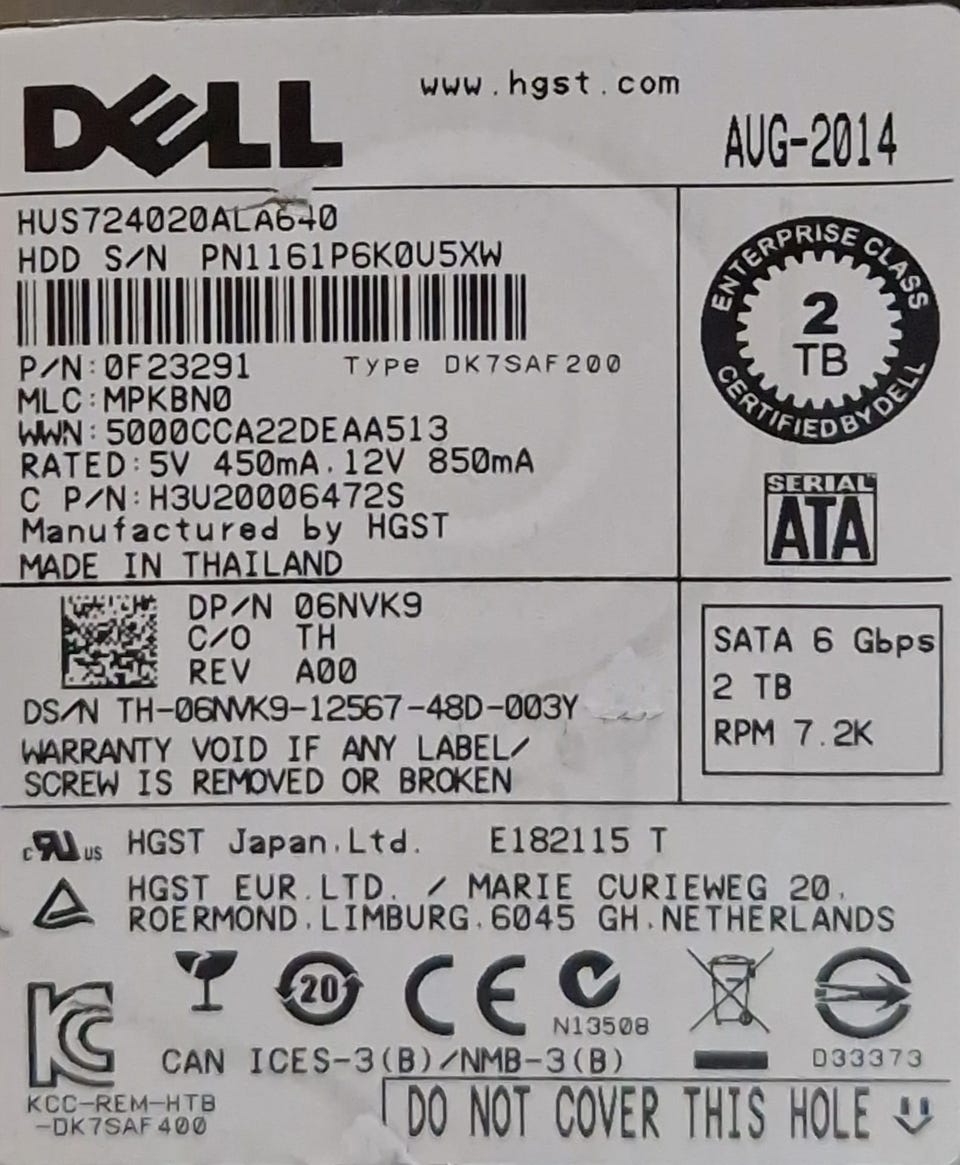 DELL
www.hgst.com
AUG-2014
HUS724020ALA640
HDD S/N PN1161P6K0U5XW
P/N:0F23291 Type DK7SAF200
MLC:MPKBN0
WWN:5000CCA22DEAA513
RATED:5V 450mA.12V 850mA
C P/N:H3U20006472S
Manufactured by HGST
MADE IN THAILAND
ENTERPRISE CLASS
2
TB
CERTIFIED BY DELL
SERIAL
ATA
DP/N 06NVK9
C/O TH
REV A00
DS/N TH-06NVK9-12567-48D-003Y
WARRANTY VOID IF ANY LABEL/
SCREW IS REMOVED OR BROKEN
SATA 6 Gbps
2 TB
RPM 7.2K
c RU US HGST Japan.Ltd. E182115 T
HGST EUR.LTD. / MARIE CURIEWEG 20.
ROERMOND.LIMBURG.6045 GH.NETHERLANDS
20
CE
N13508
CAN ICES-3(B)/NMB-3(B)
D33373
KC
KCC-REM-HTB
-DK7SAF400
DO NOT COVER THIS HOLE